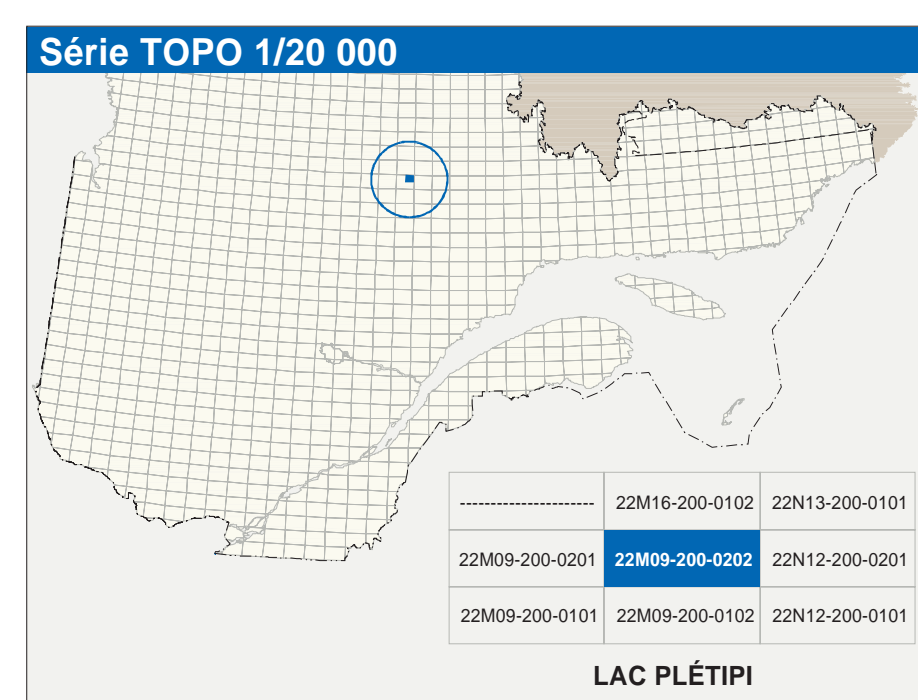 Série TOPO 1/20 000
--------------------- 22M16-200-0102 22N13-200-0101
22M09-200-0201 22M09-200-0202 22N12-200-0201
22M09-200-0101 22M09-200-0102 22N12-200-0101
LAC PLÉTIPI